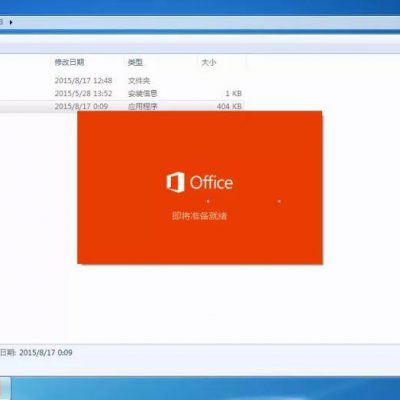 修改日期 类型 大小
2015/8/17 12:48 文件夹
2015/5/28 13:52 安装信息 1 KB
2015/8/17 0:09 应用程序 404 KB
Office
即将准备就绪
日期: 2015/8/17 0:09